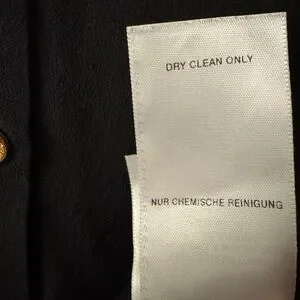 DRY CLEAN ONLY
NUR CHEMISCHE REINIGUNG